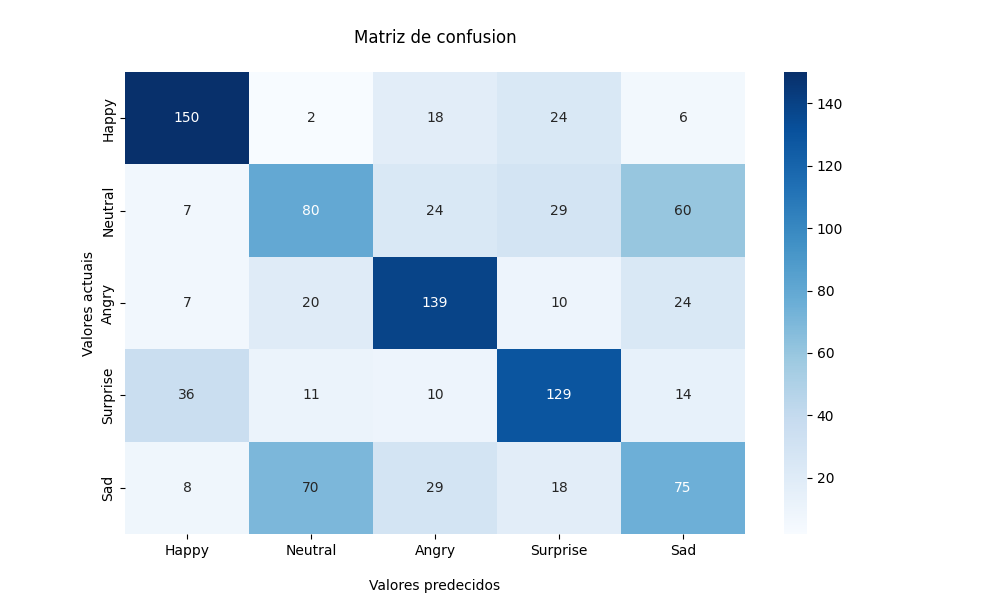 Matriz de confusion
Valores actuais
Happy 150 2 18 24 6
Neutral 7 80 24 29 60
Angry 7 20 139 10 24
Surprise 36 11 10 129 14
Sad 8 70 29 18 75
Happy Neutral Angry Surprise Sad
Valores predecidos
140
120
100
80
60
40
20